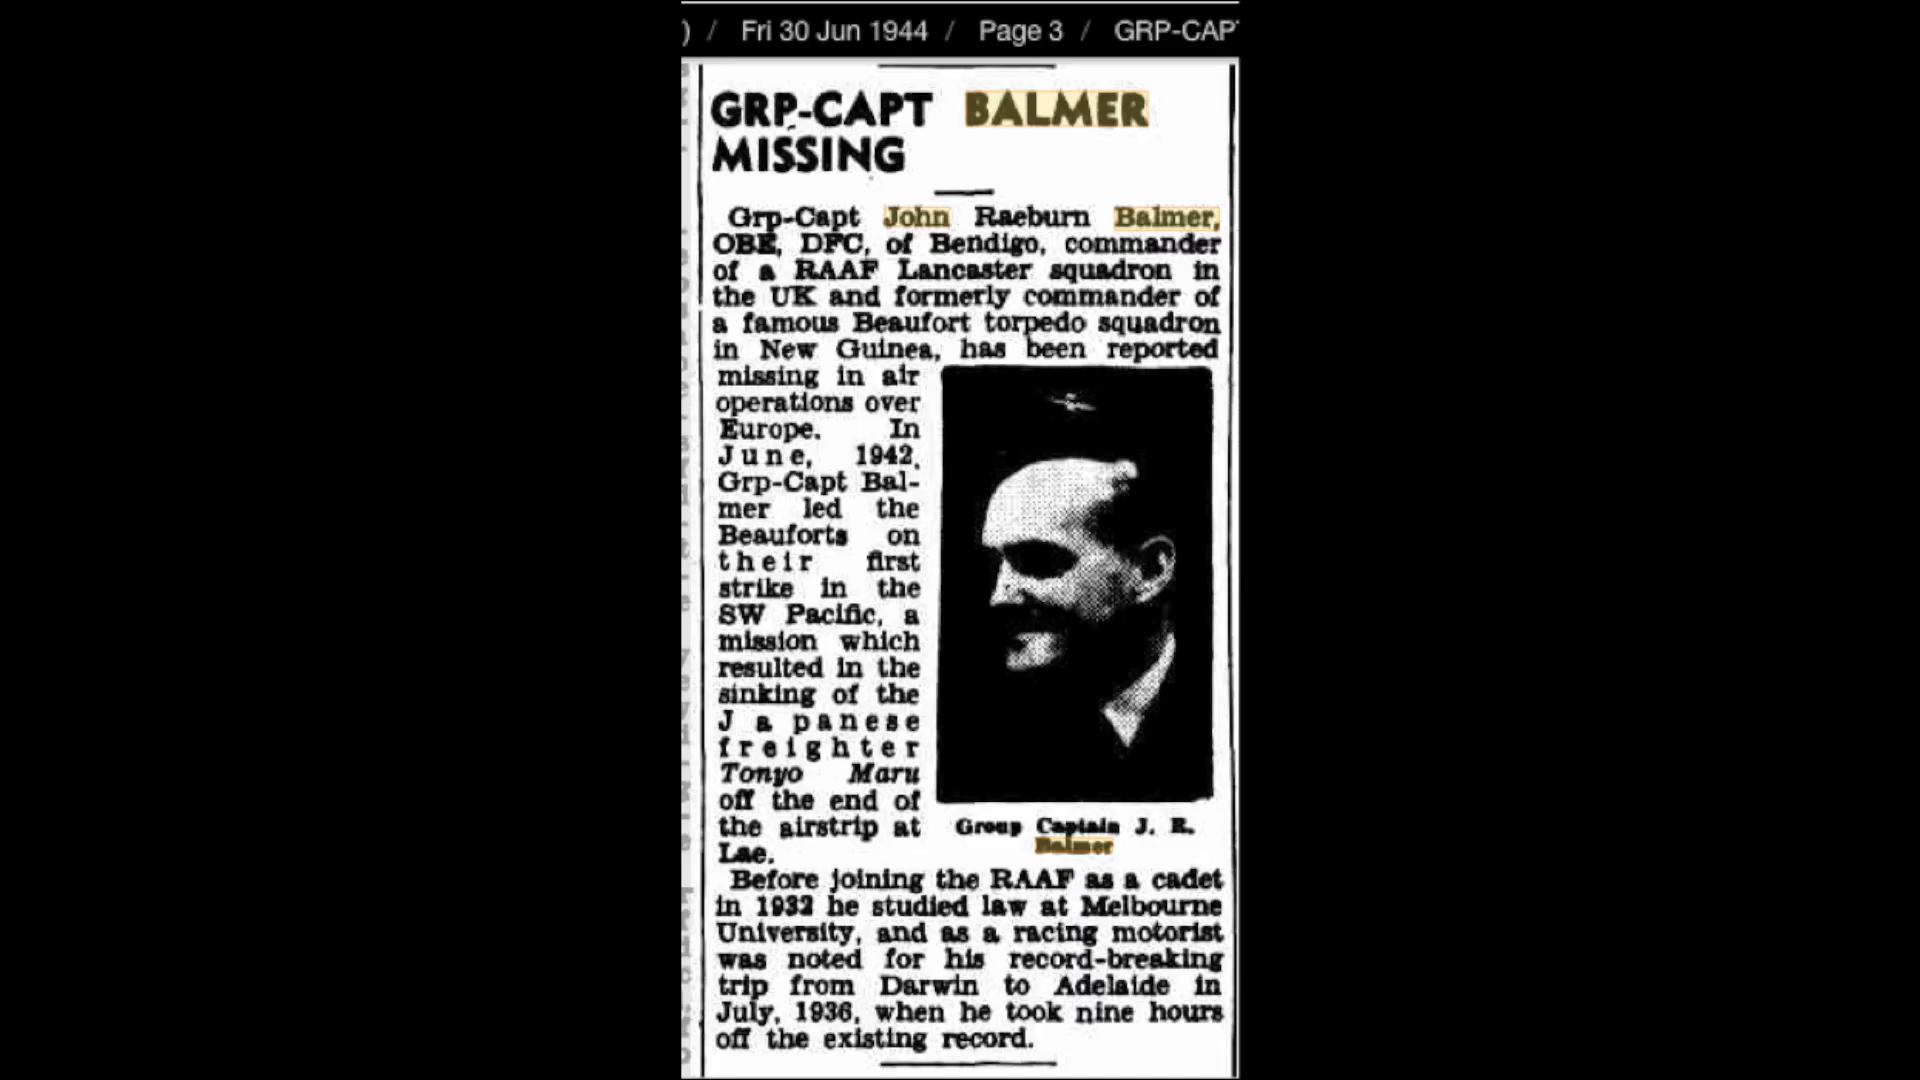 ) / Fri 30 Jun 1944 / Page 3 / GRP-CAP
GRP-CAPT BALMER
MISSING
Grp-Capt John Raeburn Balmer,
OBE, DFC, of Bendigo, commander
of a RAAF Lancaster squadron in
the UK and formerly commander of
a famous Beaufort torpedo squadron
in New Guinea, has been reported
missing in air
operations over
Europe. In
June, 1942,
Grp-Capt Bal-
mer led the
Beauforts on
their first
strike in the
SW Pacific, a
mission which
resulted in the
sinking of the
Japanese
freighter
Tonyo Maru
off the end of
the airstrip at
Lae.
Group Captain J. R.
Balmer
Before joining the RAAF as a cadet
in 1932 he studied law at Melbourne
University, and as a racing motorist
was noted for his record-breaking
trip from Darwin to Adelaide in
July, 1936, when he took nine hours
off the existing record.